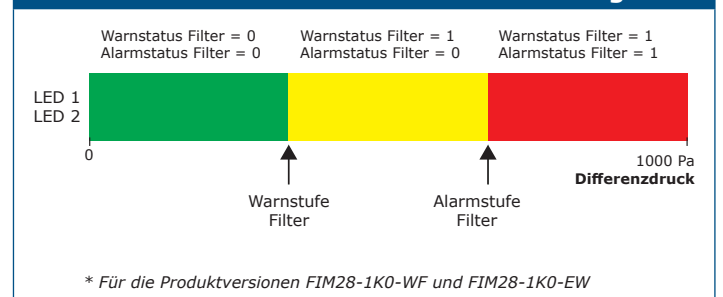 Warnstatus Filter = 0
Alarmstatus Filter = 0
Warnstatus Filter = 1
Alarmstatus Filter = 0
Warnstatus Filter = 1
Alarmstatus Filter = 1
LED 1
LED 2
0
1000 Pa
Differenzdruck
Warnstufe
Filter
Alarmstufe
Filter
* Für die Produktversionen FIM28-1K0-WF und FIM28-1K0-EW